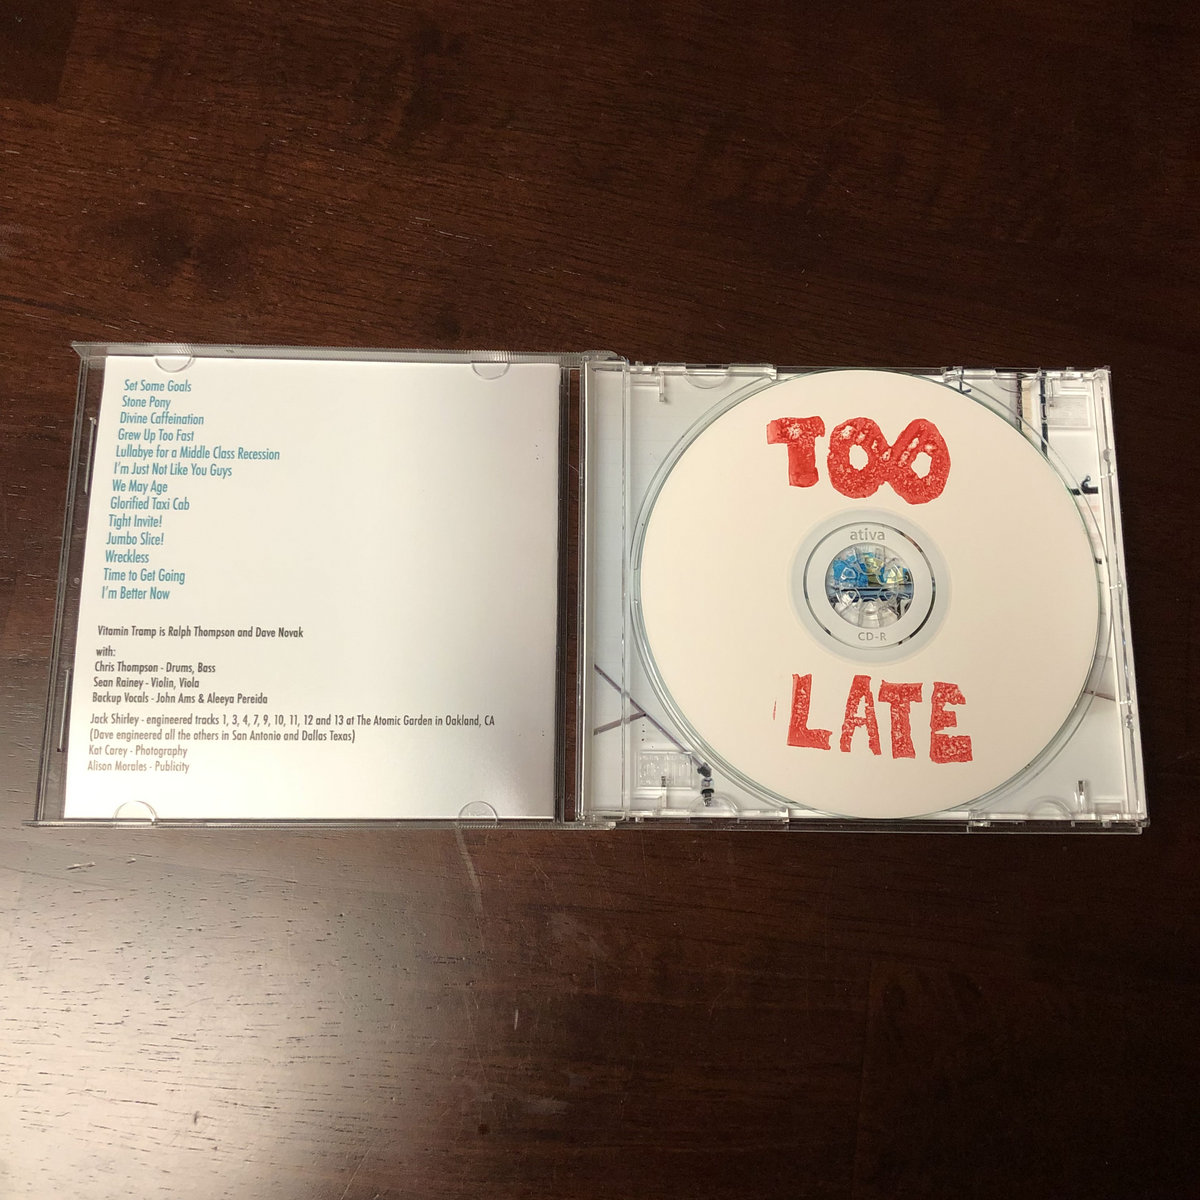 Set Some Goals
Stone Pony
Divine Caffeination
Grew Up Too Fast
Lullabye for a Middle Class Recession
I'm Just Not Like You Guys
We May Age
Glorified Taxi Cab
Tight Invite!
Jumbo Slice!
Wreckless
Time to Get Going
I'm Better Now
Vitamin Tramp is Ralph Thompson and Dave Novak
with:
Chris Thompson - Drums, Bass
Sean Rainey - Violin, Viola
Backup Vocals - John Ams & Aleeya Pereida
Jack Shirley - engineered tracks 1, 3, 4, 7, 9, 10, 11, 12 and 13 at The Atomic Garden in Oakland, CA
(Dave engineered all the others in San Antonio and Dallas Texas)
Kat Carey - Photography
Alison Morales - Publicity
TOO
ativa
CD-R
LATE